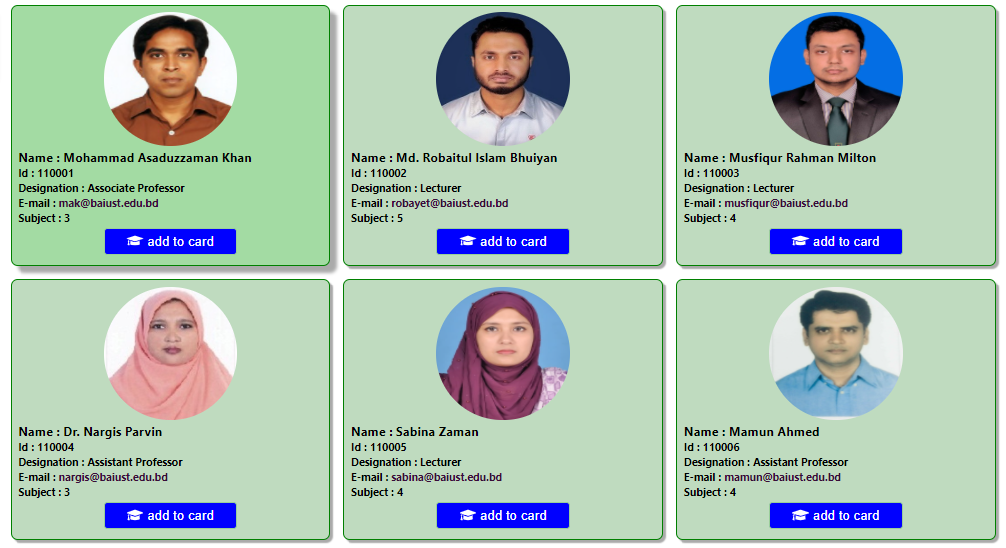 Name : Mohammad Asaduzzaman Khan
Id : 110001
Designation : Associate Professor
E-mail : mak@baiust.edu.bd
Subject : 3
add to card
Name : Md. Robaitul Islam Bhuiyan
Id : 110002
Designation : Lecturer
E-mail : robayet@baiust.edu.bd
Subject : 5
add to card
Name : Musfiqur Rahman Milton
Id : 110003
Designation : Lecturer
E-mail : musfiqur@baiust.edu.bd
Subject : 4
add to card
Name : Dr. Nargis Parvin
Id : 110004
Designation : Assistant Professor
E-mail : nargis@baiust.edu.bd
Subject : 3
add to card
Name : Sabina Zaman
Id : 110005
Designation : Lecturer
E-mail : sabina@baiust.edu.bd
Subject : 4
add to card
Name : Mamun Ahmed
Id : 110006
Designation : Assistant Professor
E-mail : mamun@baiust.edu.bd
Subject : 4
add to card